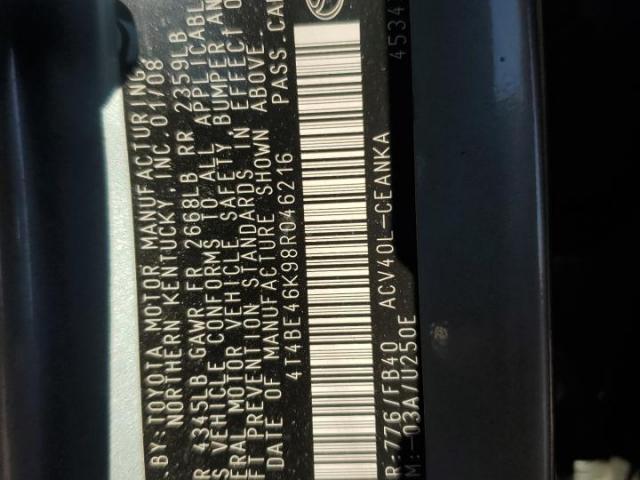 BY: TOYOTA MOTOR MANUFACTURING
NORTHERN KENTUCKY, INC. 01/08
4345LB GAWR FR 2668LB RR 2359LB
VEHICLE CONFORMS TO ALL APPLICABL
ERAL MOTOR VEHICLE SAFETY, BUMPER AN
FT PREVENTION STANDARDS IN EFFECT O
DATE OF MANUFACTURE SHOWN ABOVE.
4T4BE46K98R046216 PASS. CAR
4534
R: 776/FB40 ACV40L-CEANKA
M: -03A/U250E